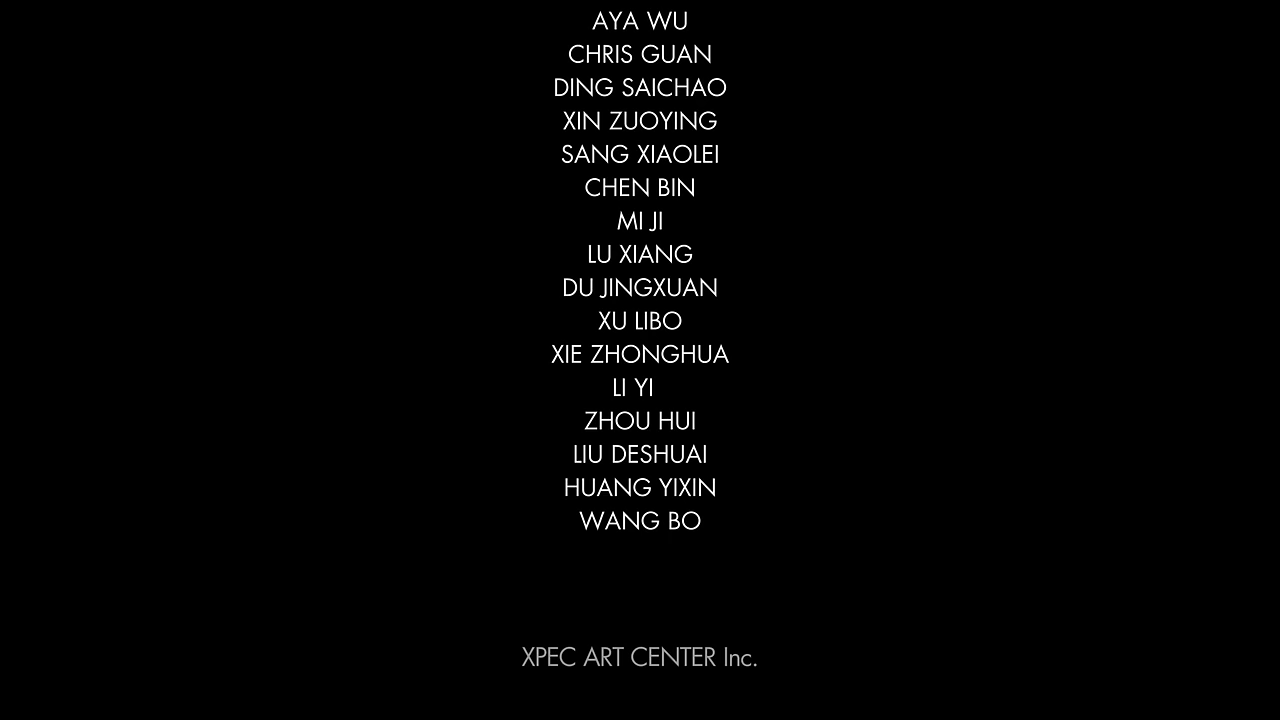 AYA WU
CHRIS GUAN
DING SAICHAO
XIN ZUOYING
SANG XIAOLEI
CHEN BIN
MI JI
LU XIANG
DU JINGXUAN
XU LIBO
XIE ZHONGHUA
LI YI
ZHOU HUI
LIU DESHUAI
HUANG YIXIN
WANG BO
XPEC ART CENTER Inc.